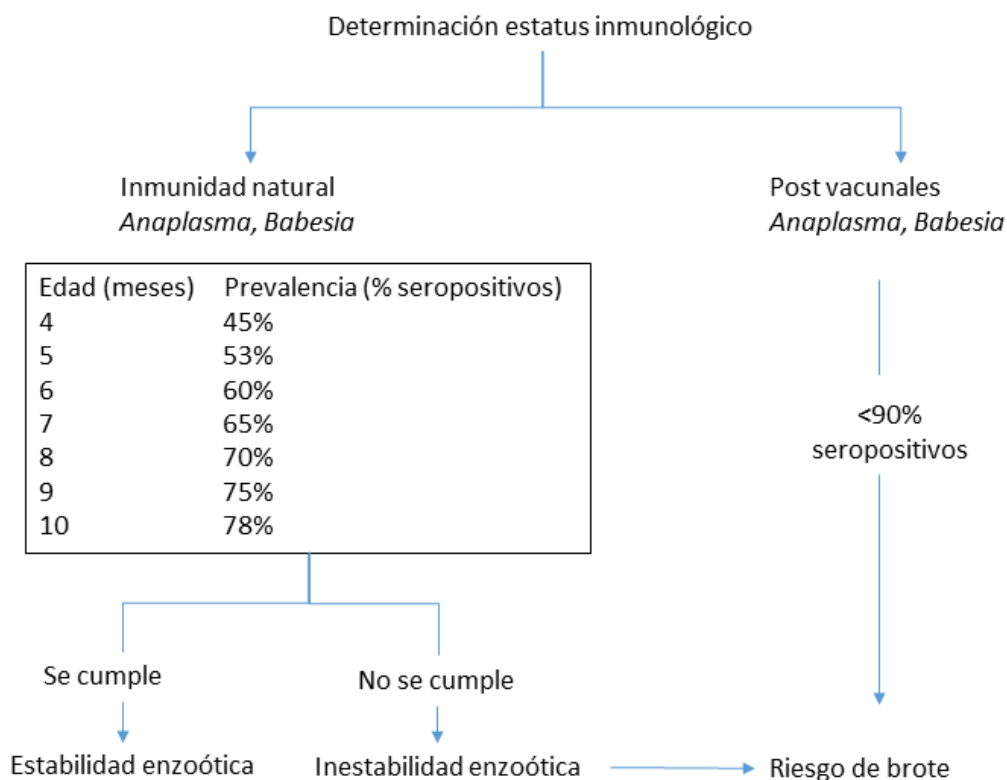 Determinación estatus inmunológico
Inmunidad natural
Anaplasma, Babesia
Post vacunales
Anaplasma, Babesia
Edad (meses) Prevalencia (% seropositivos)
4 45%
5 53%
6 60%
7 65%
8 70%
9 75%
10 78%
<90%
seropositivos
Se cumple
No se cumple
Estabilidad enzoótica
Inestabilidad enzoótica
Riesgo de brote